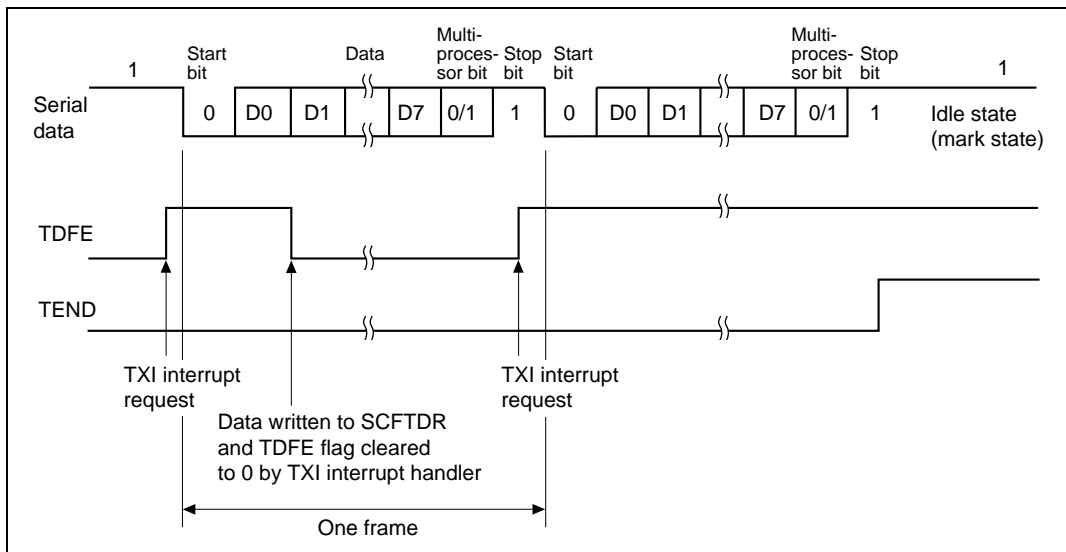 1
Start
bit
Data
Multi-
proces-
sor bit
Stop
bit
Start
bit
Multi-
proces-
sor bit
Stop
bit
1
Serial
data
0 D0 D1 D7 0/1 1 0 D0 D1 D7 0/1 1
Idle state
(mark state)
TDFE
TEND
TXI interrupt
request
TXI interrupt
request
Data written to SCFTDR
and TDFE flag cleared
to 0 by TXI interrupt handler
One frame